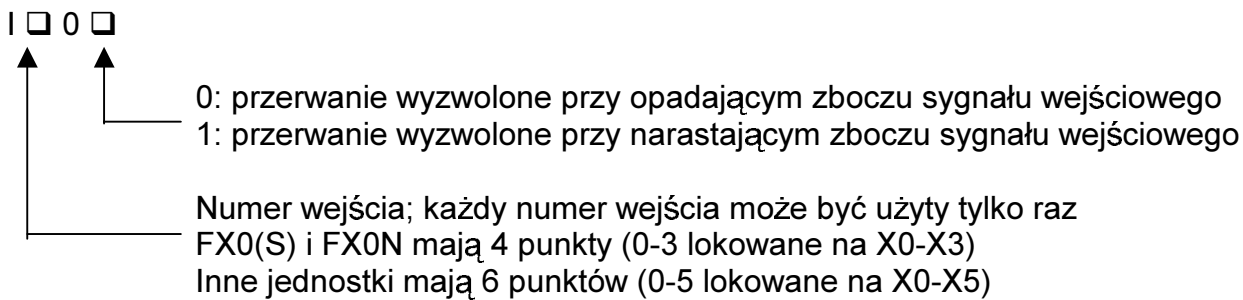 I ❑ 0 ❑
0: przerwanie wyzwolone przy opadającym zboczu sygnału wejściowego
1: przerwanie wyzwolone przy narastającym zboczu sygnału wejściowego
Numer wejścia; każdy numer wejścia może być użyty tylko raz
FX0(S) i FX0N mają 4 punkty (0-3 lokowane na X0-X3)
Inne jednostki mają 6 punktów (0-5 lokowane na X0-X5)